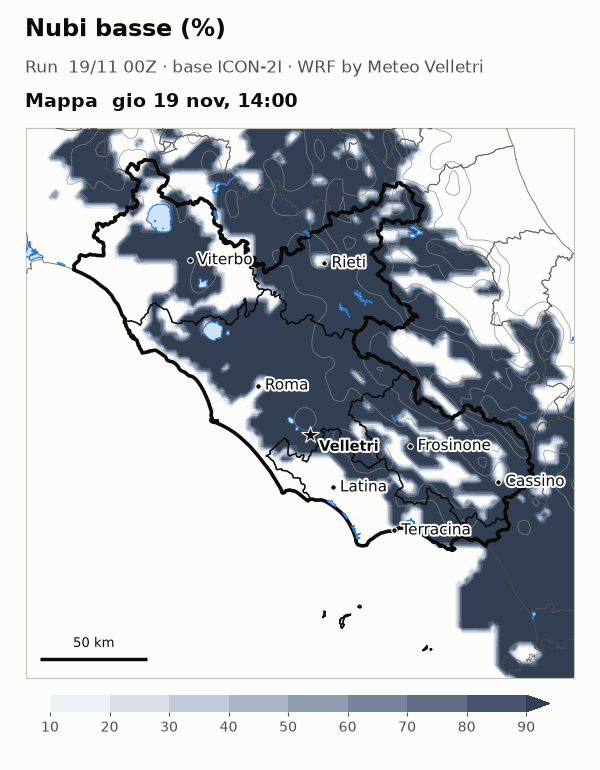 Nubi basse (%)
Run  19/11 00Z · base ICON-2I · WRF by Meteo Velletri
Mappa  gio 19 nov, 14:00
Viterbo
Rieti
Roma
Velletri
Frosinone
Latina
Cassino
Terracina
50 km
10 20 30 40 50 60 70 80 90